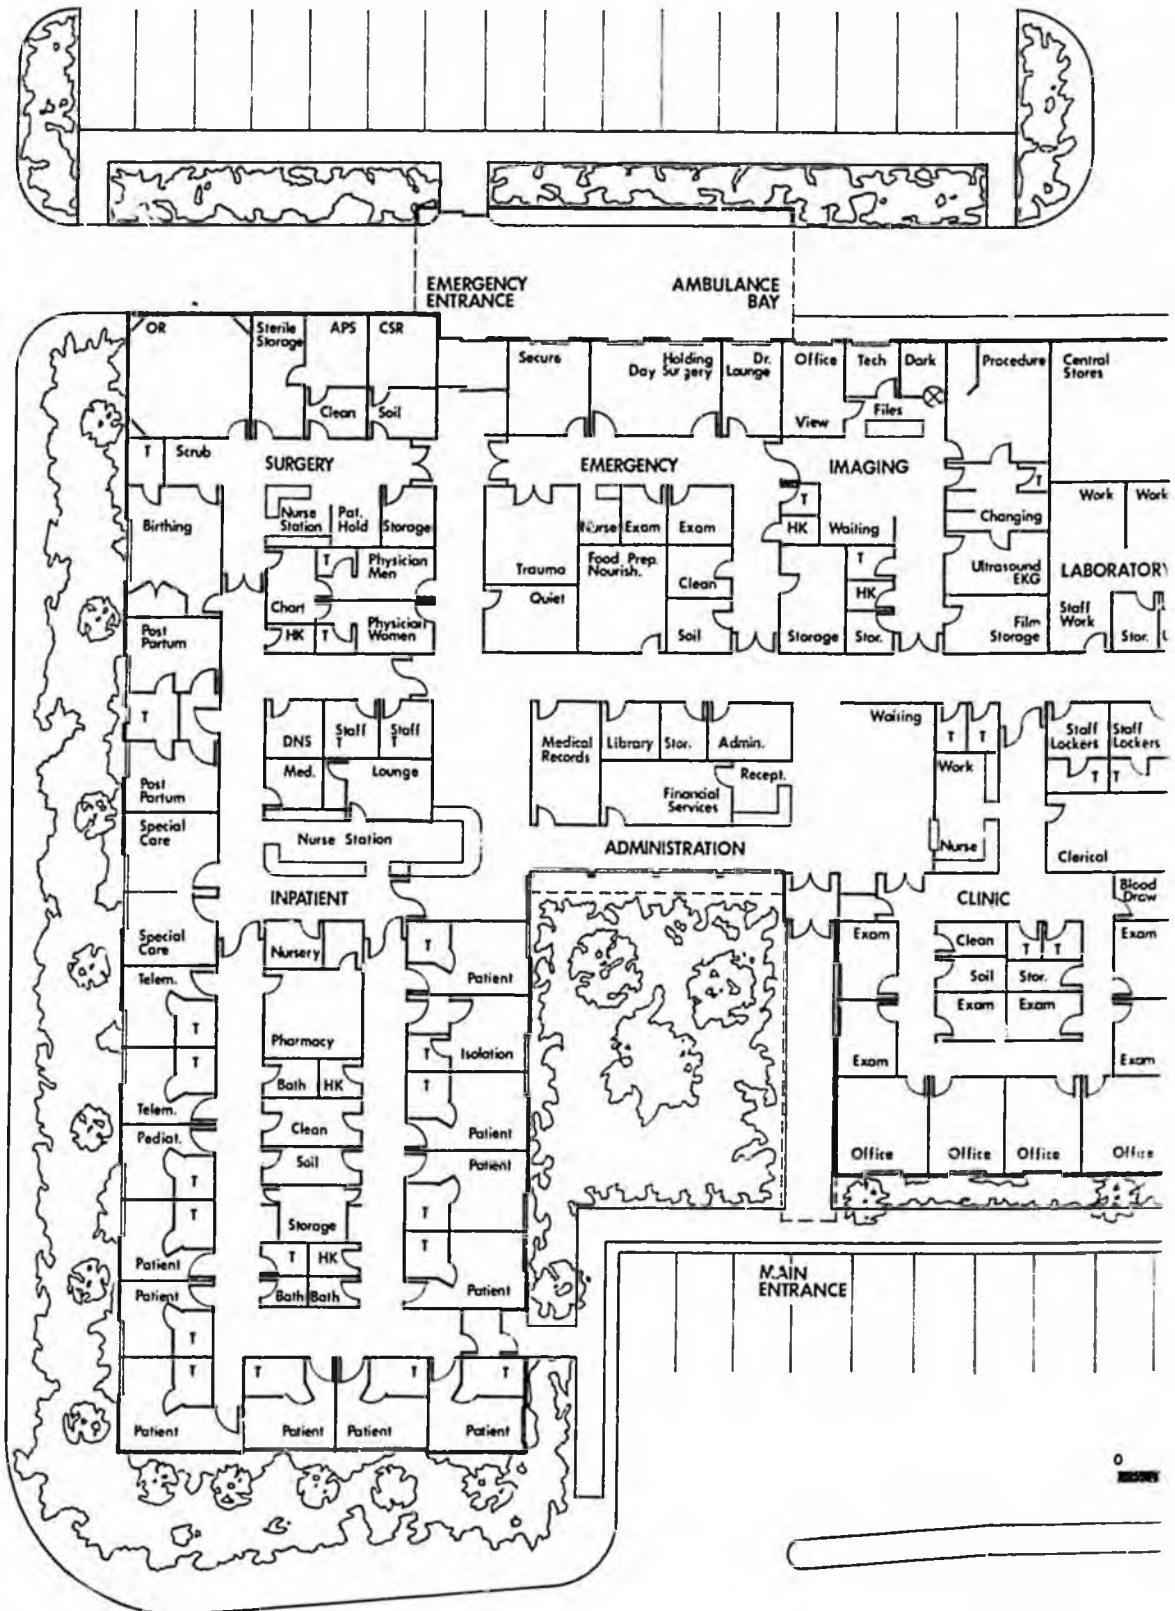 EMERGENCY
ENTRANCE
AMBULANCE
BAY
OR
Sterile
Storage
APS
CSR
Clean
Soil
Secure
Holding
Day Surgery
Dr.
Lounge
Office
View
Tech
Dark
Files
Procedure
Central
Stores
T
Scrub
SURGERY
EMERGENCY
IMAGING
T
Birthing
Nurse
Station
Pat.
Hold
Storage
Nurse
Exam
Exam
T
HK
Waiting
Changing
Work
Work
Trauma
Food Prep.
Nourish.
Clean
T
Physician
Men
T
HK
Ultrasound
EKG
LABORATORY
Quiet
Chart
HK
T
Physician
Women
Soil
Storage
Stor.
Film
Storage
Staff
Work
Stor.
Post
Partum
T
DNS
Staff
T
Staff
T
Med.
Lounge
Medical
Records
Library
Stor.
Admin.
Financial
Services
Recept.
Waiting
T
T
Work
Nurse
Staff
Lockers
Staff
Lockers
T
T
Clerical
Post
Partum
Special
Care
Nurse Station
ADMINISTRATION
INPATIENT
CLINIC
Blood
Draw
Special
Care
Nursery
T
Patient
Exam
Clean
T
T
Exam
Soil
Stor.
Exam
Exam
Exam
Exam
Telem.
T
T
Telem.
Pharmacy
T
Isolation
Bath
HK
T
Patient
Clean
Pediat.
T
Soil
Patient
T
Office
Office
Office
Office
T
Patient
Storage
T
Patient
T
HK
Bath
Bath
Patient
T
MAIN
ENTRANCE
T
Patient
T
Patient
T
Patient
T
Patient
0